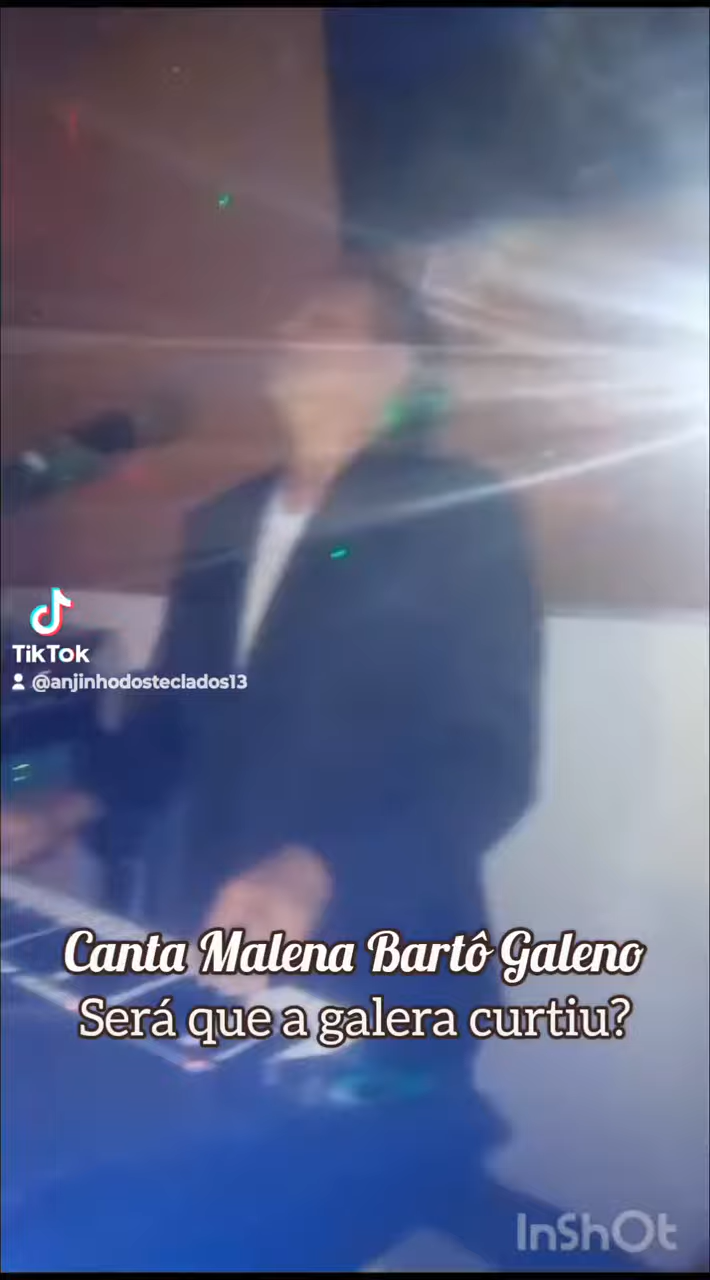 TikTok
@anjinhodosteclados13
Canta Malena Bartô Galeno
Será que a galera curtiu?
InShOt